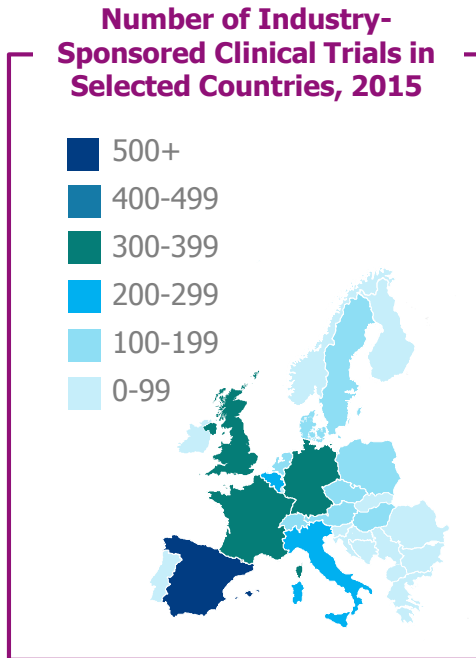 Number of Industry-
Sponsored Clinical Trials in
Selected Countries, 2015
500+
400-499
300-399
200-299
100-199
0-99